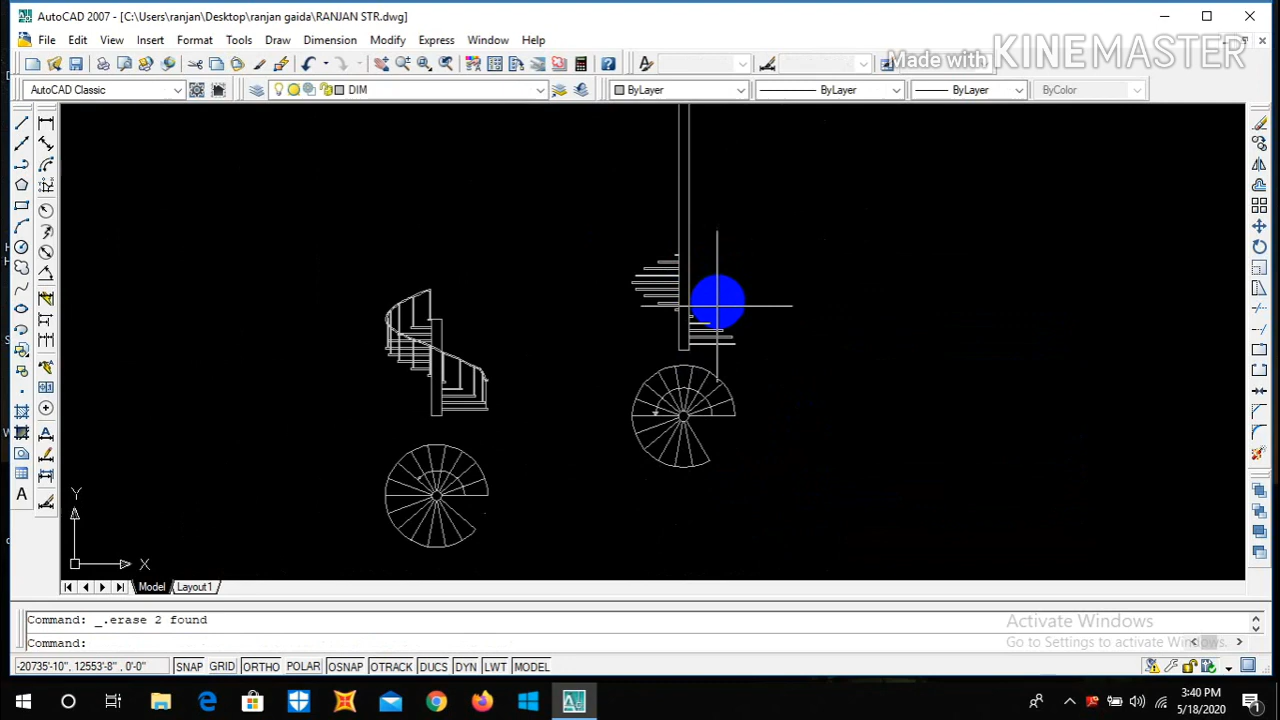 AutoCAD 2007 - [C:\Users\ranjan\Desktop\ranjan gaida\RANJAN STR.dwg]
File Edit View Insert Format Tools Draw Dimension Modify Express Window Help
Made with KINEMASTER
AutoCAD Classic DIM ByLayer ByLayer ByLayer ByColor
A
A
Y
X
Model Layout1
Command: _.erase 2 found
Command:
Activate Windows
Go to Settings to activate Windows.
-20735'-10", 12553'-8" , 0'-0" SNAP GRID ORTHO POLAR OSNAP OTRACK DUCS DYN LWT MODEL
3:40 PM
5/18/2020